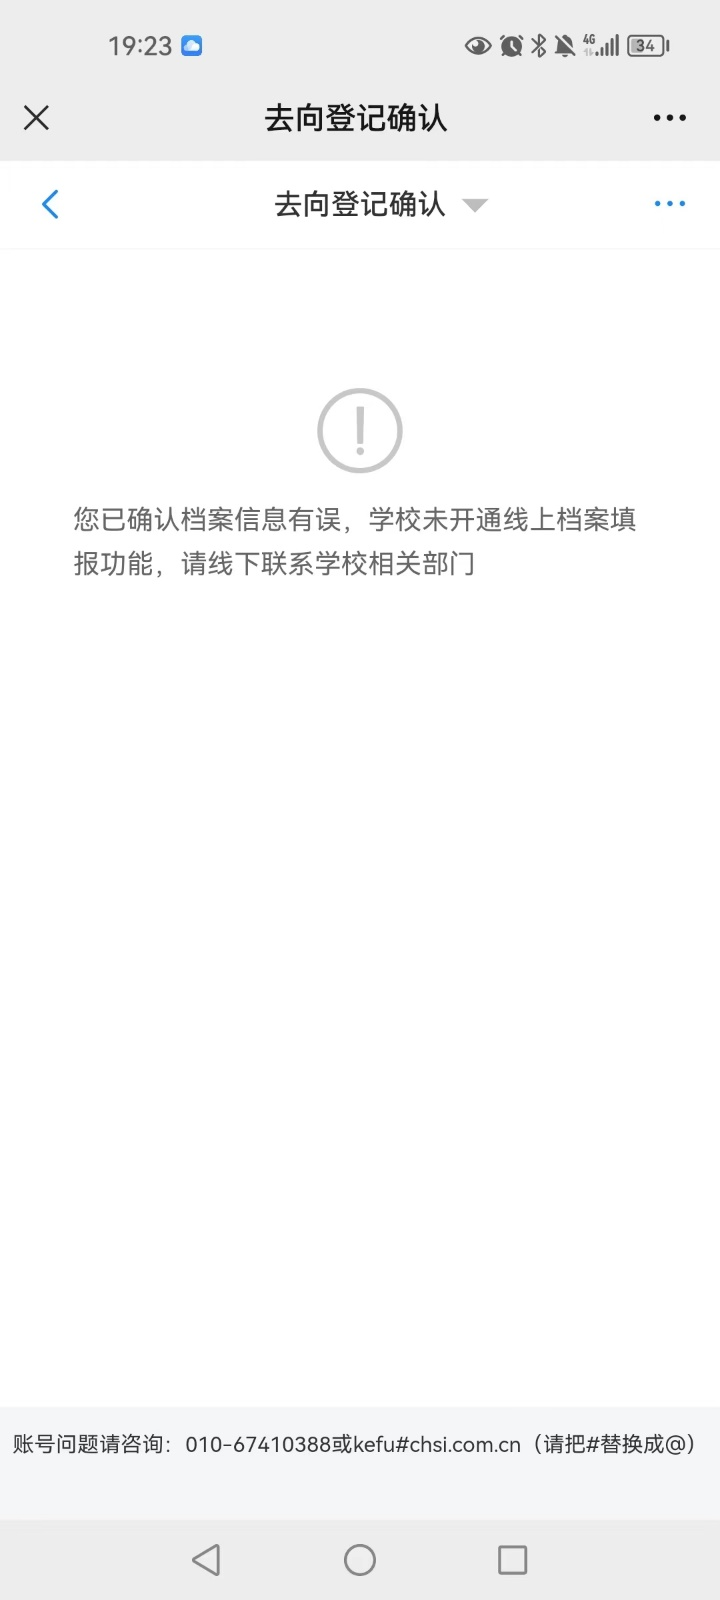 19:23
4G
34
去向登记确认
去向登记确认
您已确认档案信息有误，学校未开通线上档案填
报功能，请线下联系学校相关部门
账号问题请咨询：010-67410388或kefu#chsi.com.cn（请把#替换成@）